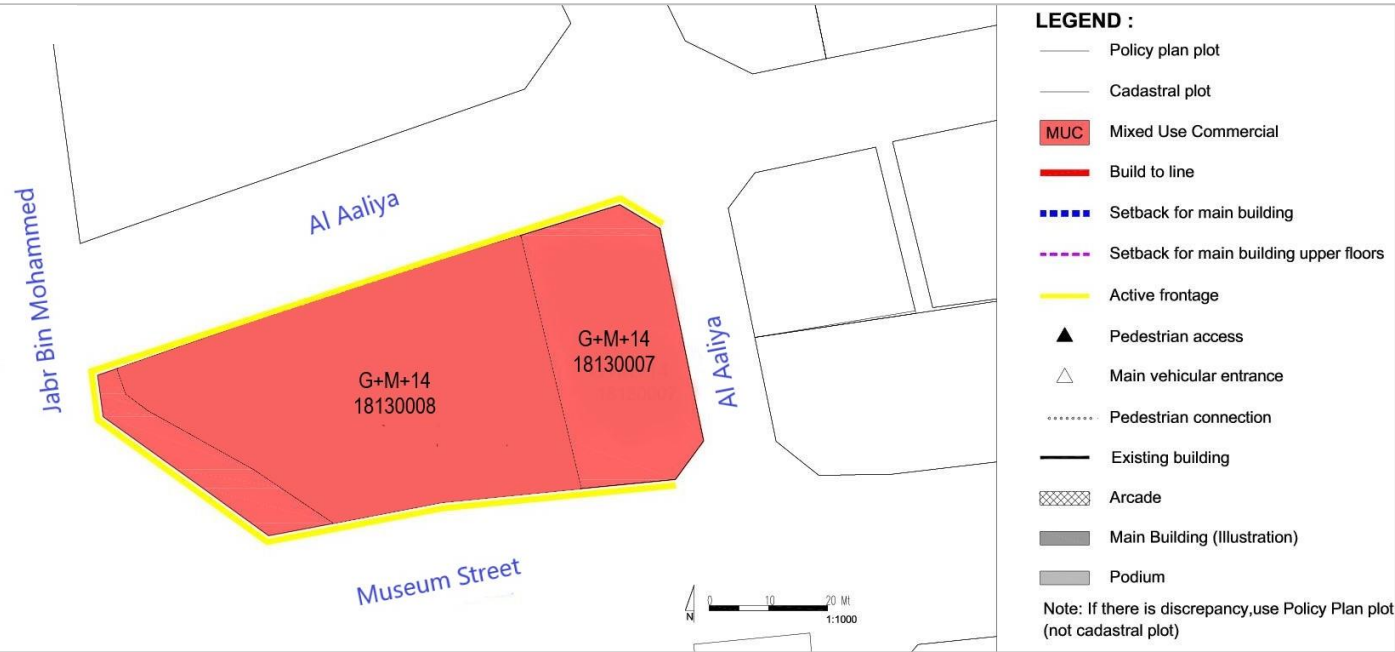 LEGEND :
Policy plan plot
Cadastral plot
MUC Mixed Use Commercial
Build to line
Setback for main building
Setback for main building upper floors
Active frontage
Pedestrian access
Main vehicular entrance
Pedestrian connection
Existing building
Arcade
Main Building (Illustration)
Podium
Note: If there is discrepancy,use Policy Plan plot
(not cadastral plot)
Jabr Bin Mohammed
Al Aaliya
G+M+14
18130008
G+M+14
18130007
Al Aaliya
Museum Street
N
0 10 20 Mt
1:1000